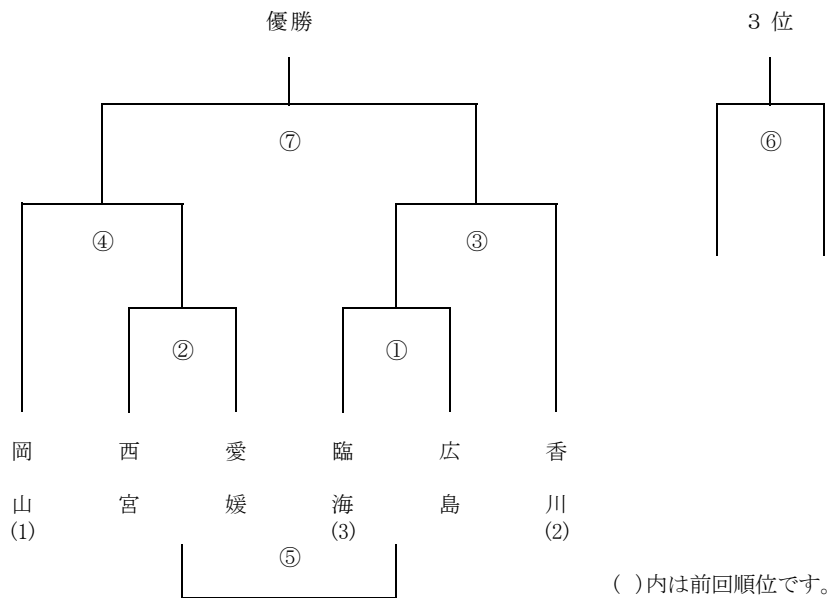 優勝
3 位
⑦
⑥
④
③
②
①
岡山
(1)
西宮
愛媛
臨海
(3)
広島
香川
(2)
⑤
( )内は前回順位です。